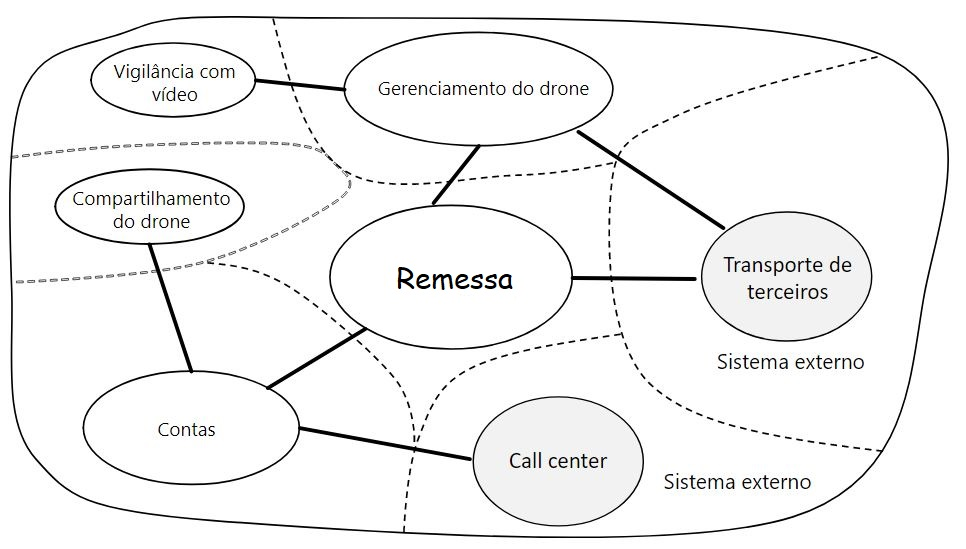 Vigilância com
vídeo
Gerenciamento do drone
Compartilhamento
do drone
Remessa
Transporte de
terceiros
Sistema externo
Contas
Call center
Sistema externo